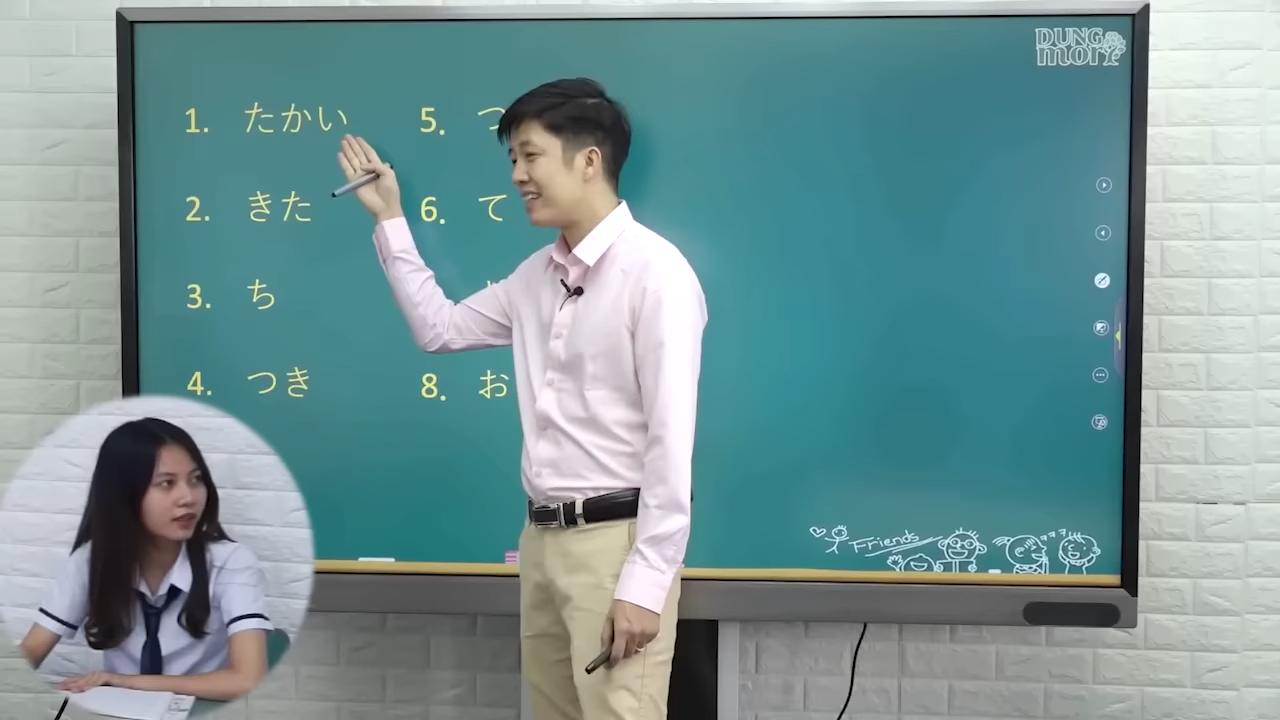 DUNG
mori
1. たかい
5. つ
2. きた
6. て
3. ち
4. つき
8. お
Friends